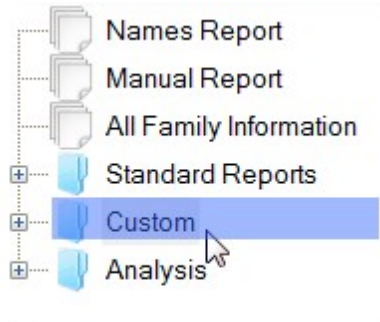 Names Report
Manual Report
All Family Information
Standard Reports
Custom
Analysis